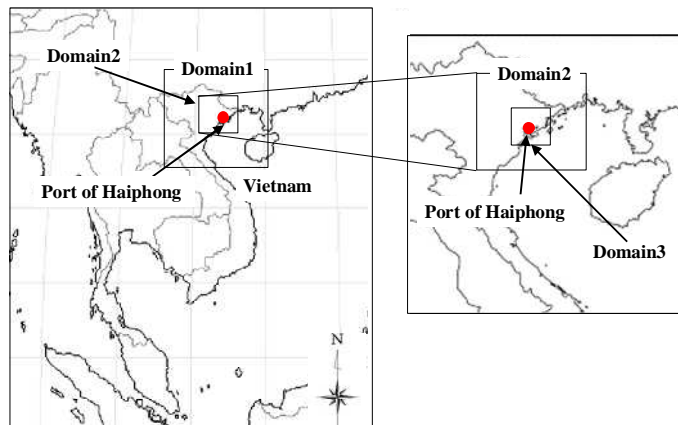 Domain2
Domain1
Port of Haiphong
Vietnam
N
Domain2
Port of Haiphong
Domain3